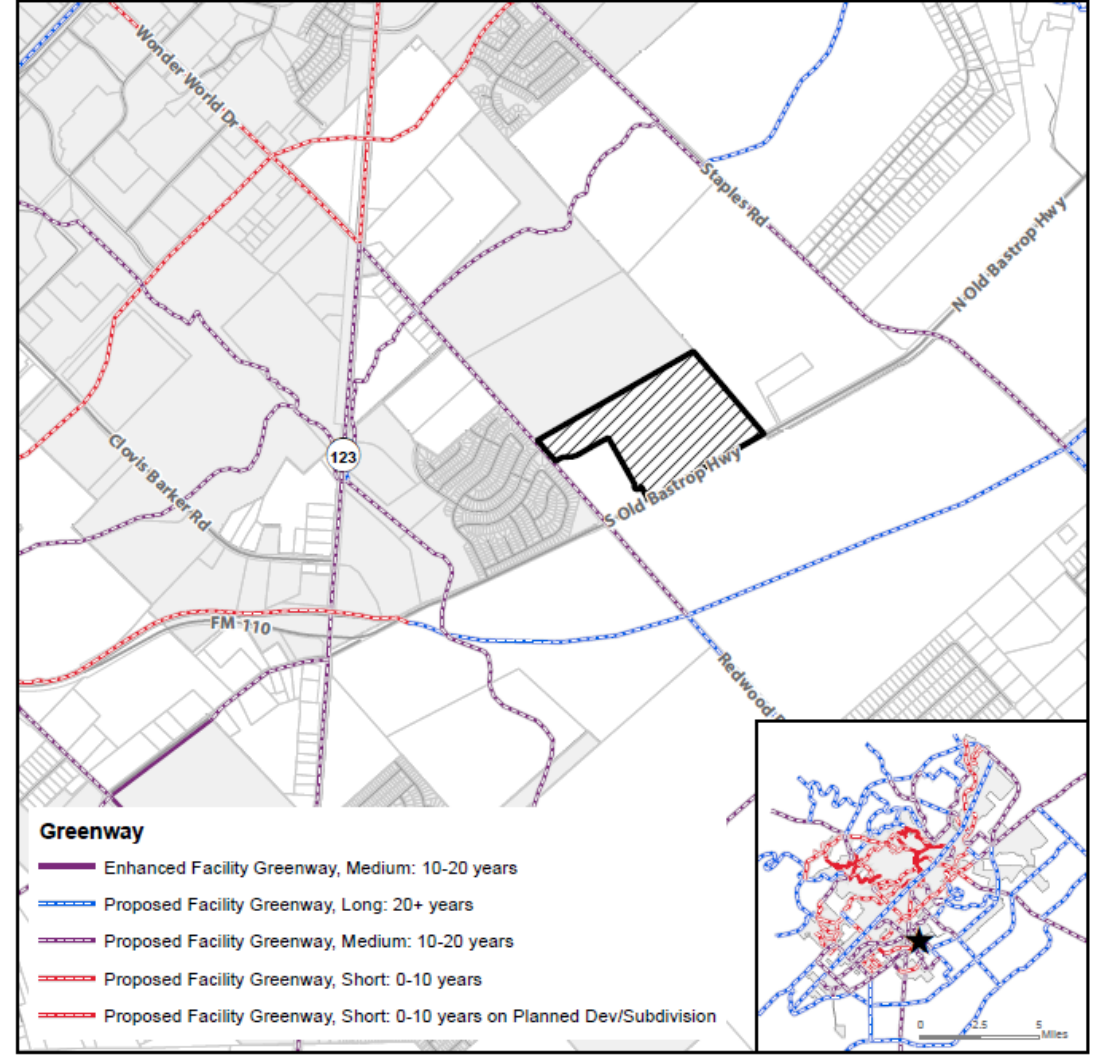 Wonder World Dr
Staples Rd
N Old Bastrop Hwy
Clovis Barker Rd
123
S Old Bastrop Hwy
FM 110
Redwood
Greenway
Enhanced Facility Greenway, Medium: 10-20 years
Proposed Facility Greenway, Long: 20+ years
Proposed Facility Greenway, Medium: 10-20 years
Proposed Facility Greenway, Short: 0-10 years
Proposed Facility Greenway, Short: 0-10 years on Planned Dev/Subdivision
0 2.5 5
Miles